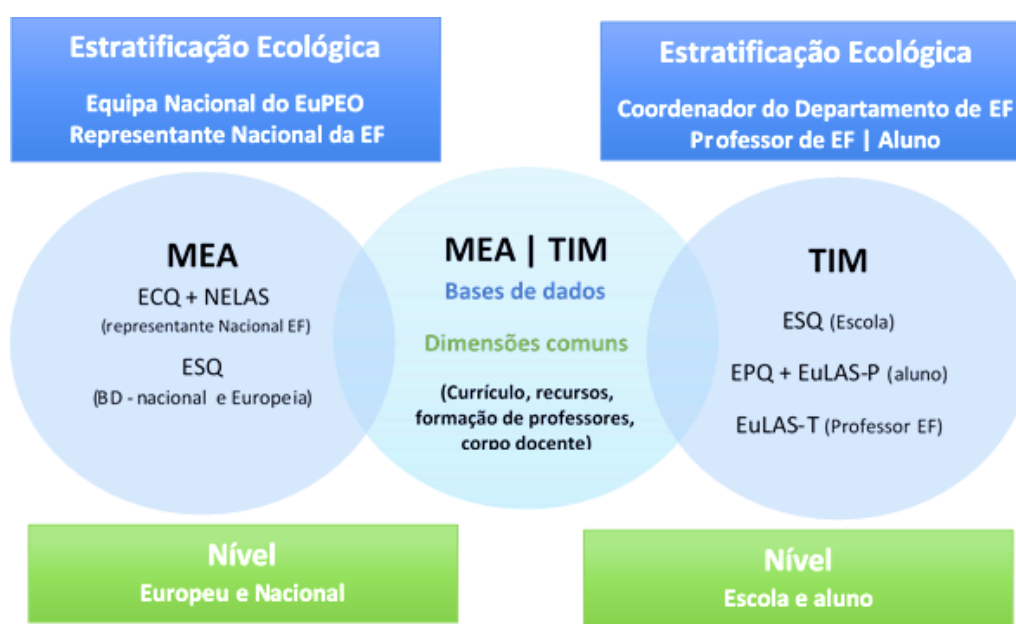 Estratificação Ecológica
Equipa Nacional do EuPEO
Representante Nacional da EF
Estratificação Ecológica
Coordenador do Departamento de EF
Professor de EF | Aluno
MEA
ECQ + NELAS
(representante Nacional EF)
ESQ
(BD - nacional e Europeia)
MEA | TIM
Bases de dados
Dimensões comuns
(Currículo, recursos,
formação de professores,
corpo docente)
TIM
ESQ (Escola)
EPQ + EuLAS-P (aluno)
EuLAS-T (Professor EF)
Nível
Europeu e Nacional
Nível
Escola e aluno